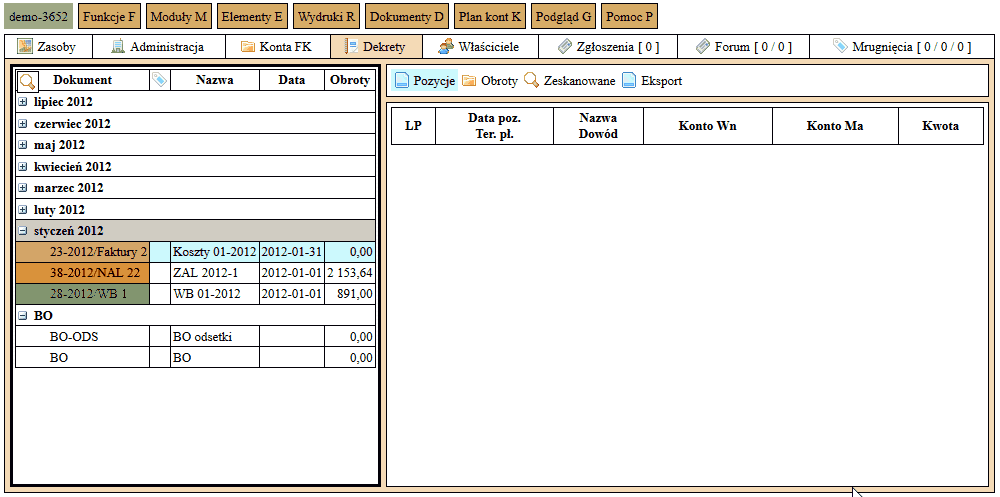 demo-3652 Funkcje F Moduły M Elementy E Wydruki R Dokumenty D Plan kont K Podgląd G Pomoc P
Zasoby Administracja Konta FK Dekrety Właściciele Zgłoszenia [ 0 ] Forum [ 0 / 0 ] Mrugnięcia [ 0 / 0 / 0 ]
Dokument Nazwa Data Obroty
lipiec 2012
czerwiec 2012
maj 2012
kwiecień 2012
marzec 2012
luty 2012
styczeń 2012
23-2012/Faktury 2 Koszty 01-2012 2012-01-31 0,00
38-2012/NAL 22 ZAL 2012-1 2012-01-01 2 153,64
28-2012/WB 1 WB 01-2012 2012-01-01 891,00
BO
BO-ODS BO odsetki 0,00
BO BO 0,00
Pozycje Obroty Zeskanowane Eksport
LP Data poz. Ter. pł. Nazwa Dowód Konto Wn Konto Ma Kwota